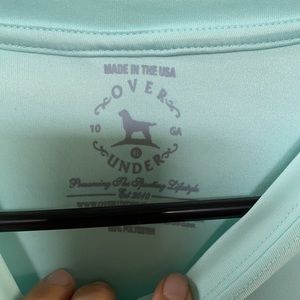 MADE IN THE USA
OVER
10 GA
UNDER
Preserving The Sporting Lifestyle
Est 2010
100% POLYESTER